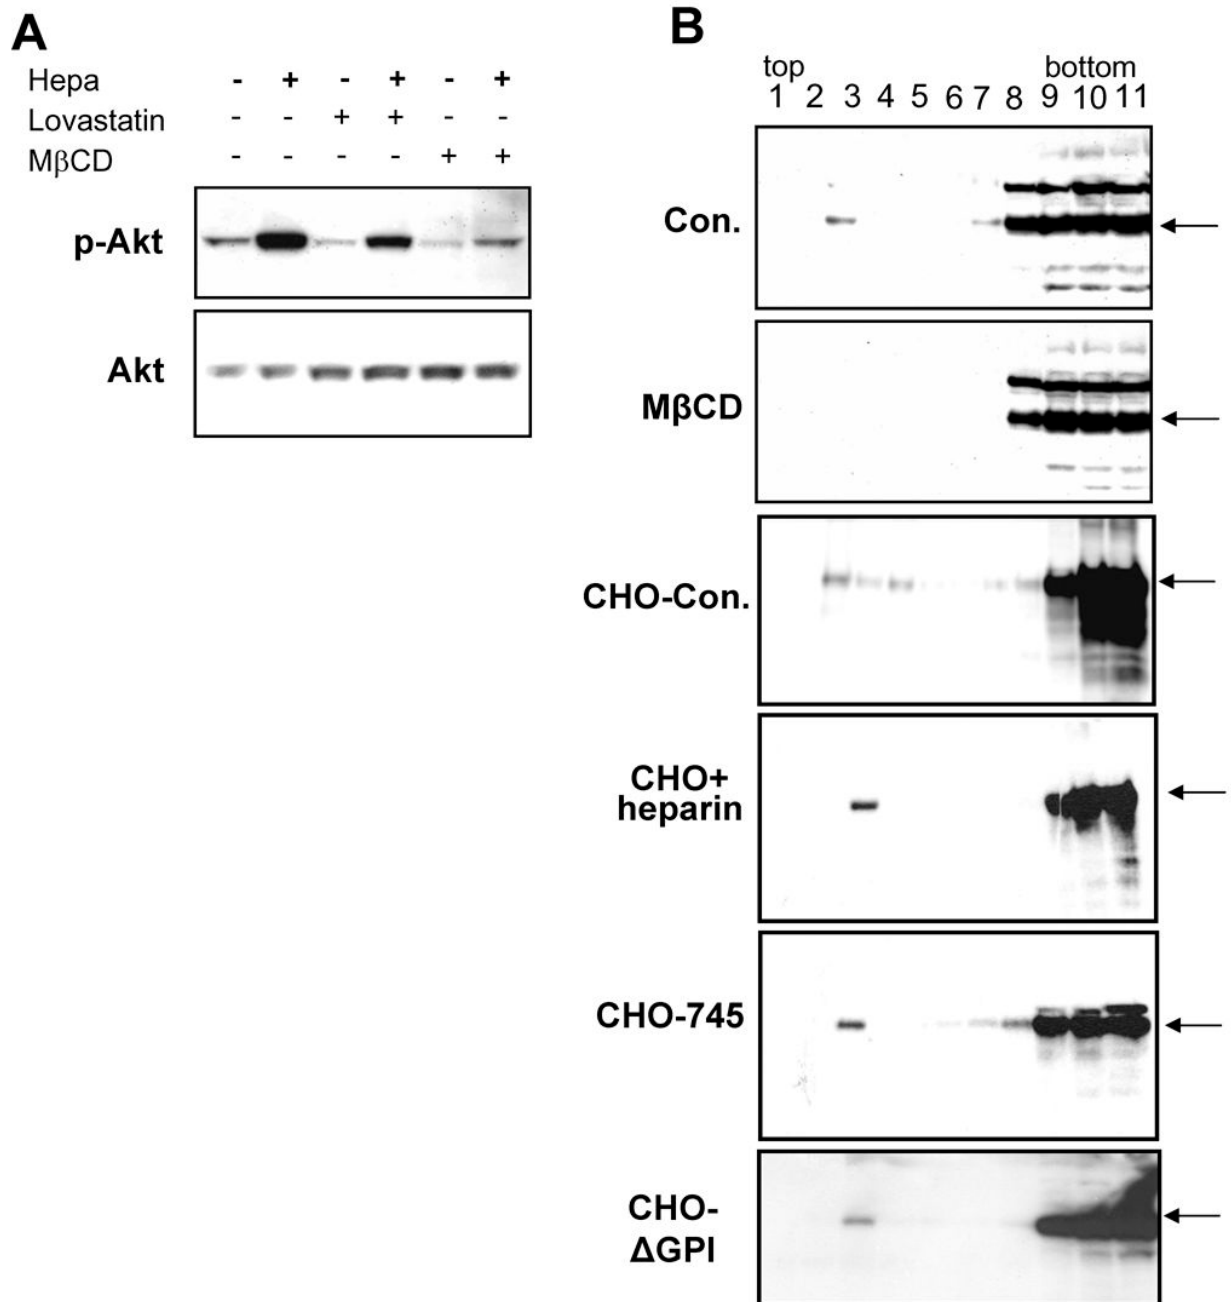 A
Hepa - + - + - +
Lovastatin - - + + - -
MβCD - - - - + +
p-Akt
Akt
B
top bottom
1 2 3 4 5 6 7 8 9 10 11
Con.
MβCD
CHO-Con.
CHO+
heparin
CHO-745
CHO-
ΔGPI